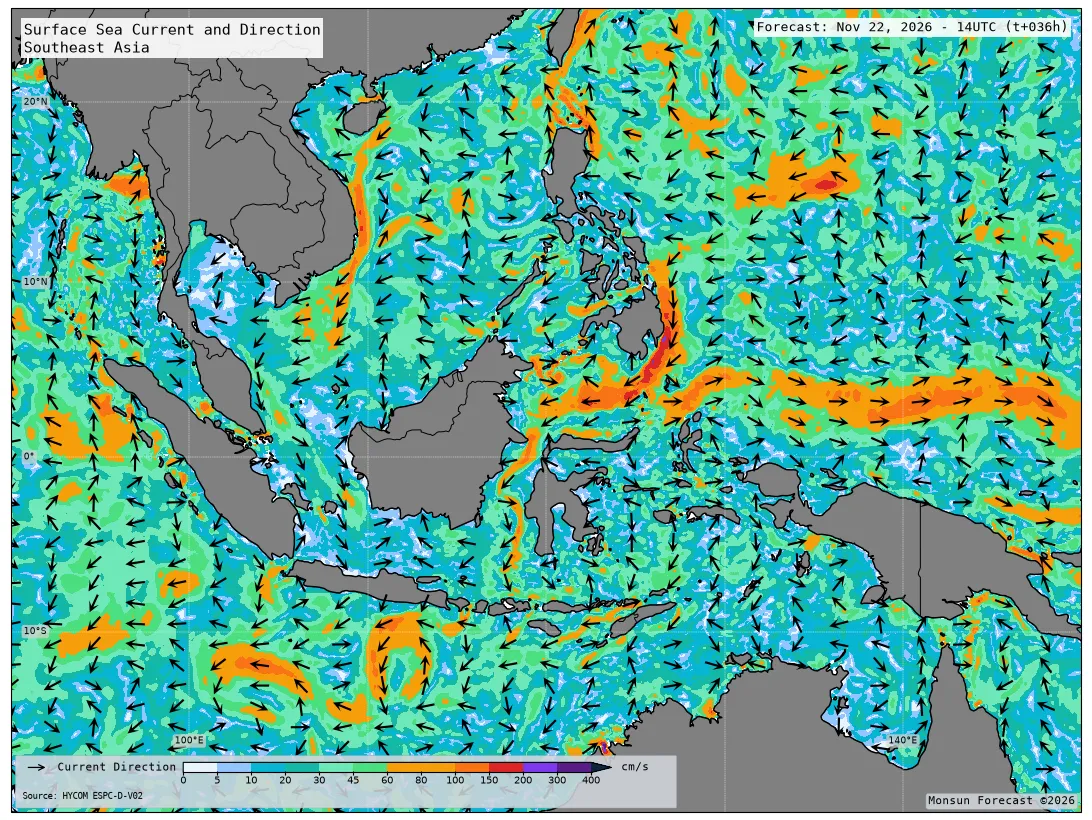 Surface Sea Current and Direction
Southeast Asia
Forecast: Nov 22, 2026 - 14UTC (t+036h)
20°N
10°N
0°
10°S
100°E
140°E
Current Direction
cm/s
0 5 10 20 30 45 60 80 100 150 200 300 400
Source: HYCOM ESPC-D-V02
Monsun Forecast ©2026